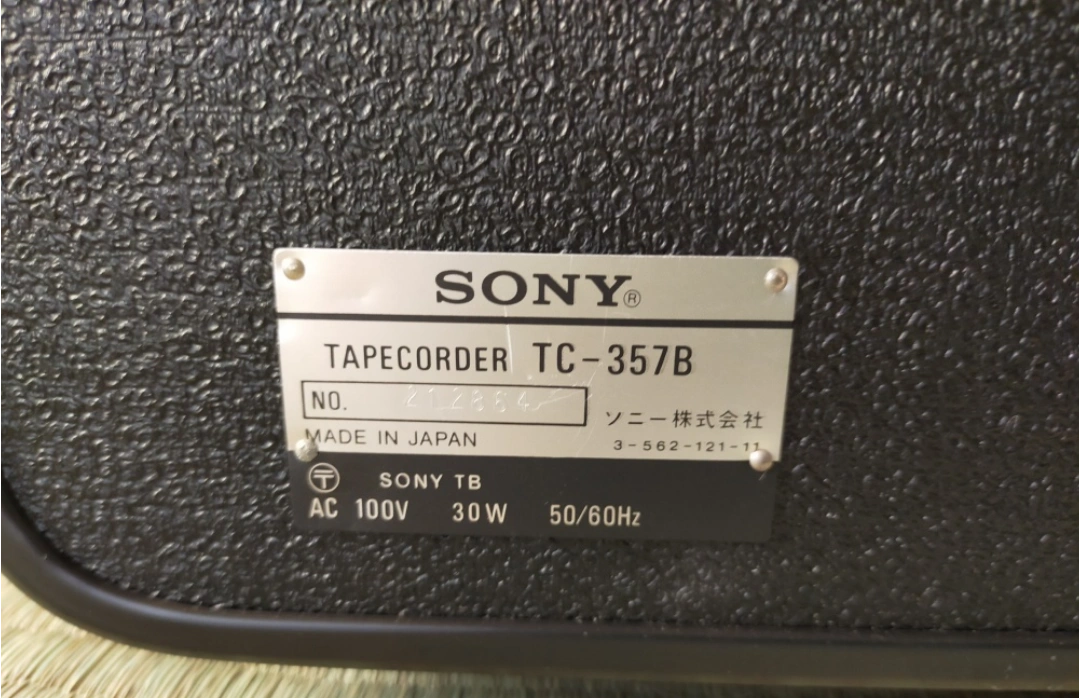 SONY®
TAPECORDER TC-357B
NO. 212864
ソニー株式会社
MADE IN JAPAN
3-562-121-11
〒 SONY TB
AC 100V 30W 50/60Hz